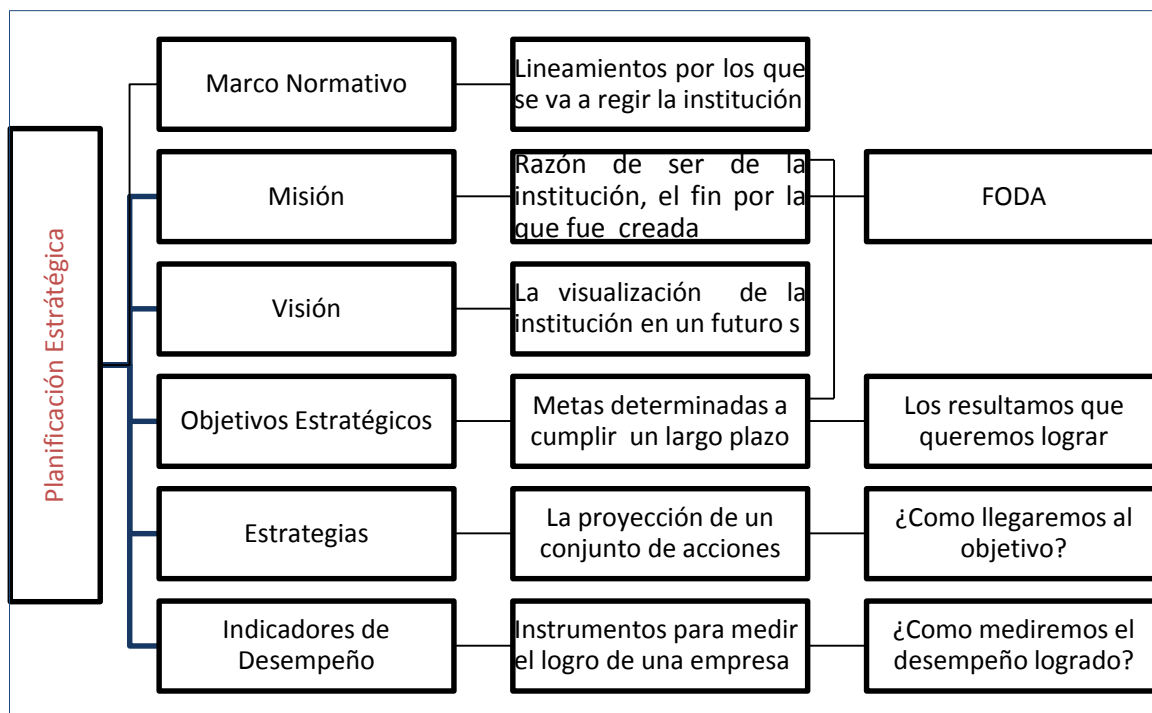 Planificación Estrátégica
Marco Normativo
Lineamientos por los que
se va a regir la institución
Misión
Razón de ser de la
institución, el fin por la
que fue creada
FODA
Visión
La visualización de la
institución en un futuro s
Objetivos Estratégicos
Metas determinadas a
cumplir un largo plazo
Los resultamos que
queremos lograr
Estrategias
La proyección de un
conjunto de acciones
¿Como llegaremos al
objetivo?
Indicadores de
Desempeño
Instrumentos para medir
el logro de una empresa
¿Como mediremos el
desempeño logrado?